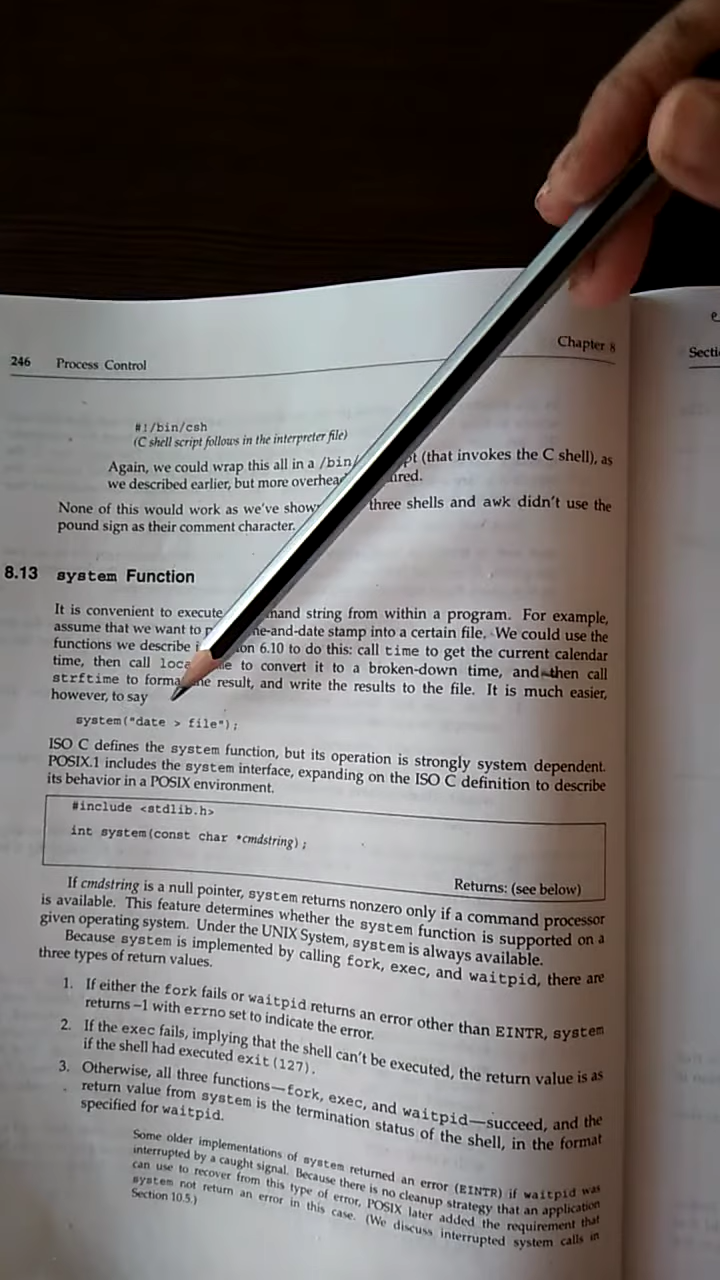 e
246 Process Control Chapter 8
Secti
#!/bin/csh
(C shell script follows in the interpreter file)
Again, we could wrap this all in a /bin/ pt (that invokes the C shell), as
we described earlier, but more overhea ired.
None of this would work as we've show three shells and awk didn't use the
pound sign as their comment character.
8.13 system Function
It is convenient to execute mand string from within a program. For example,
assume that we want to p e-and-date stamp into a certain file. We could use the
functions we describe i on 6.10 to do this: call time to get the current calendar
time, then call loca e to convert it to a broken-down time, and then call
strftime to forma he result, and write the results to the file. It is much easier,
however, to say
system("date > file");
ISO C defines the system function, but its operation is strongly system dependent.
POSIX.1 includes the system interface, expanding on the ISO C definition to describe
its behavior in a POSIX environment.
#include <stdlib.h>
int system(const char *cmdstring);
Returns: (see below)
If cmdstring is a null pointer, system returns nonzero only if a command processor
is available. This feature determines whether the system function is supported on a
given operating system. Under the UNIX System, system is always available.
Because system is implemented by calling fork, exec, and waitpid, there are
three types of return values.
1. If either the fork fails or waitpid returns an error other than EINTR, system
returns –1 with errno set to indicate the error.
2. If the exec fails, implying that the shell can't be executed, the return value is as
if the shell had executed exit(127).
3. Otherwise, all three functions—fork, exec, and waitpid—succeed, and the
return value from system is the termination status of the shell, in the format
specified for waitpid.
Some older implementations of system returned an error (EINTR) if waitpid was
interrupted by a caught signal. Because there is no cleanup strategy that an application
can use to recover from this type of error, POSIX later added the requirement that
system not return an error in this case. (We discuss interrupted system calls in
Section 10.5.)